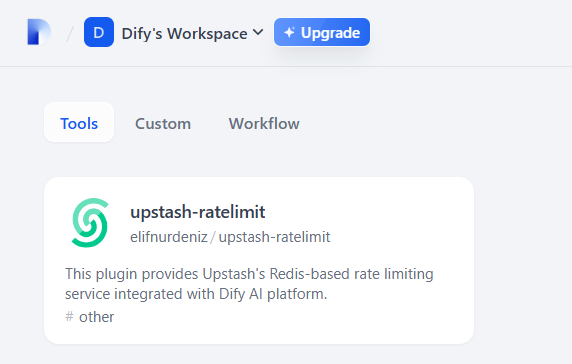 D Dify's Workspace Upgrade
Tools Custom Workflow
upstash-ratelimit
elifnurdeniz / upstash-ratelimit
This plugin provides Upstash's Redis-based rate limiting
service integrated with Dify AI platform.
# other